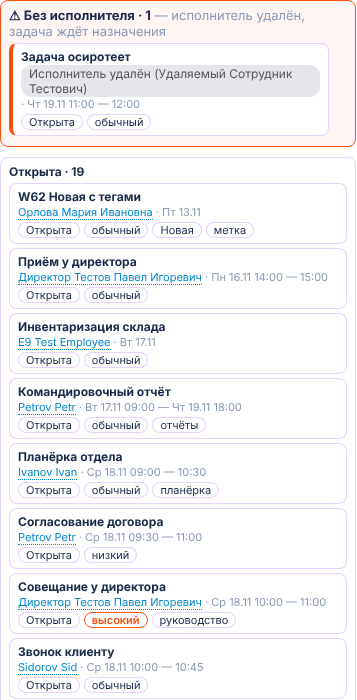 ⚠ Без исполнителя · 1 — исполнитель удалён,
задача ждёт назначения
Задача осиротеет
Исполнитель удалён (Удаляемый Сотрудник
Тестович)
· Чт 19.11 11:00 — 12:00
Открыта обычный
Открыта · 19
W62 Новая с тегами
Орлова Мария Ивановна · Пт 13.11
Открыта обычный Новая метка
Приём у директора
Директор Тестов Павел Игоревич · Пн 16.11 14:00 — 15:00
Открыта обычный
Инвентаризация склада
E9 Test Employee · Вт 17.11
Открыта обычный
Командировочный отчёт
Petrov Petr · Вт 17.11 09:00 — Чт 19.11 18:00
Открыта обычный отчёты
Планёрка отдела
Ivanov Ivan · Ср 18.11 09:00 — 10:30
Открыта обычный планёрка
Согласование договора
Petrov Petr · Ср 18.11 09:30 — 11:00
Открыта низкий
Совещание у директора
Директор Тестов Павел Игоревич · Ср 18.11 10:00 — 11:00
Открыта высокий руководство
Звонок клиенту
Sidorov Sid · Ср 18.11 10:00 — 10:45
Открыта обычный